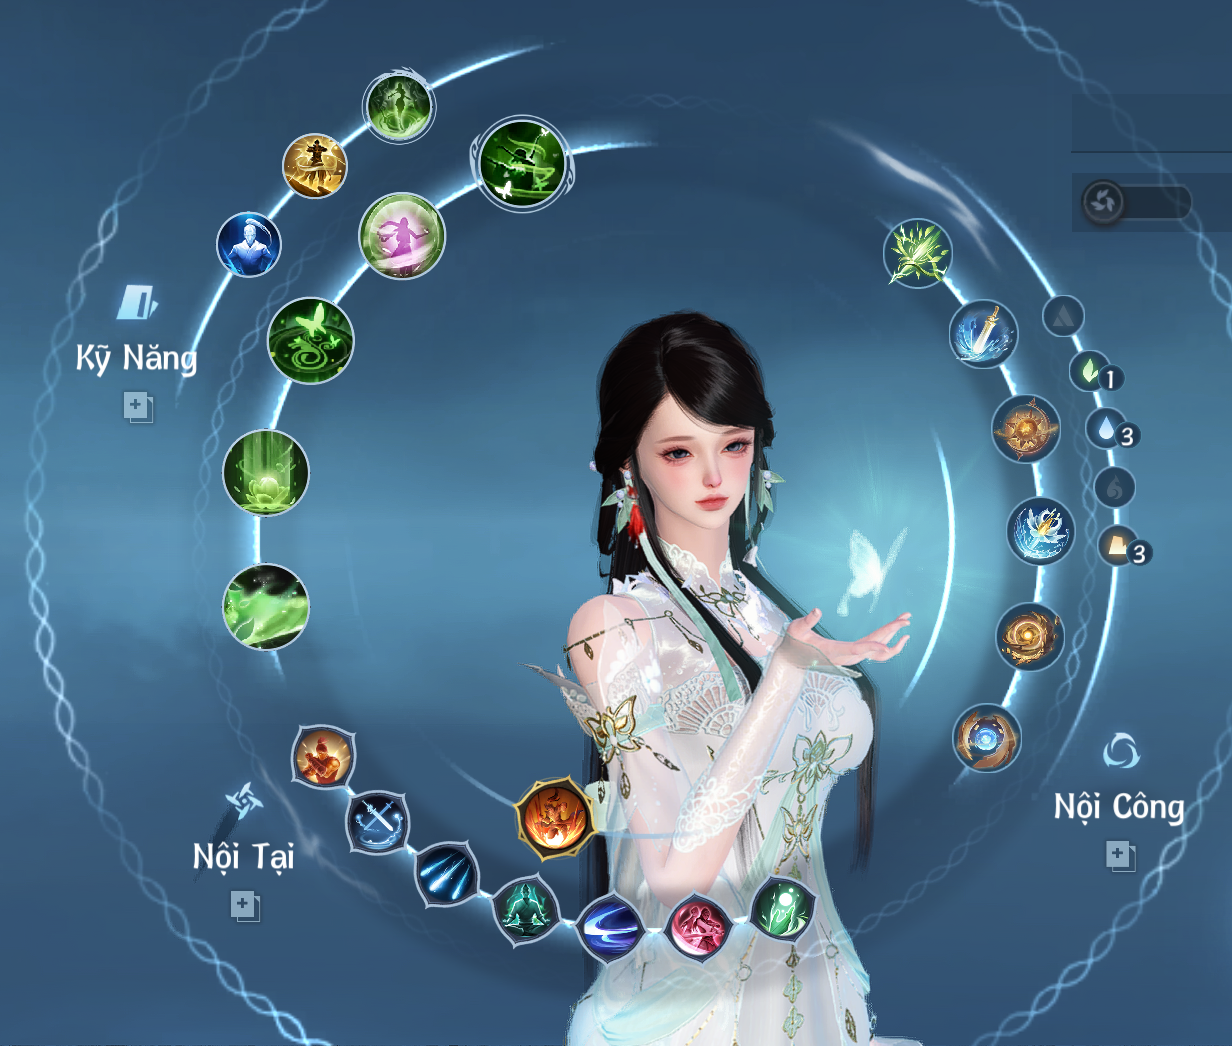 Kỹ Năng
1
3
3
Nội Công
Nội Tại